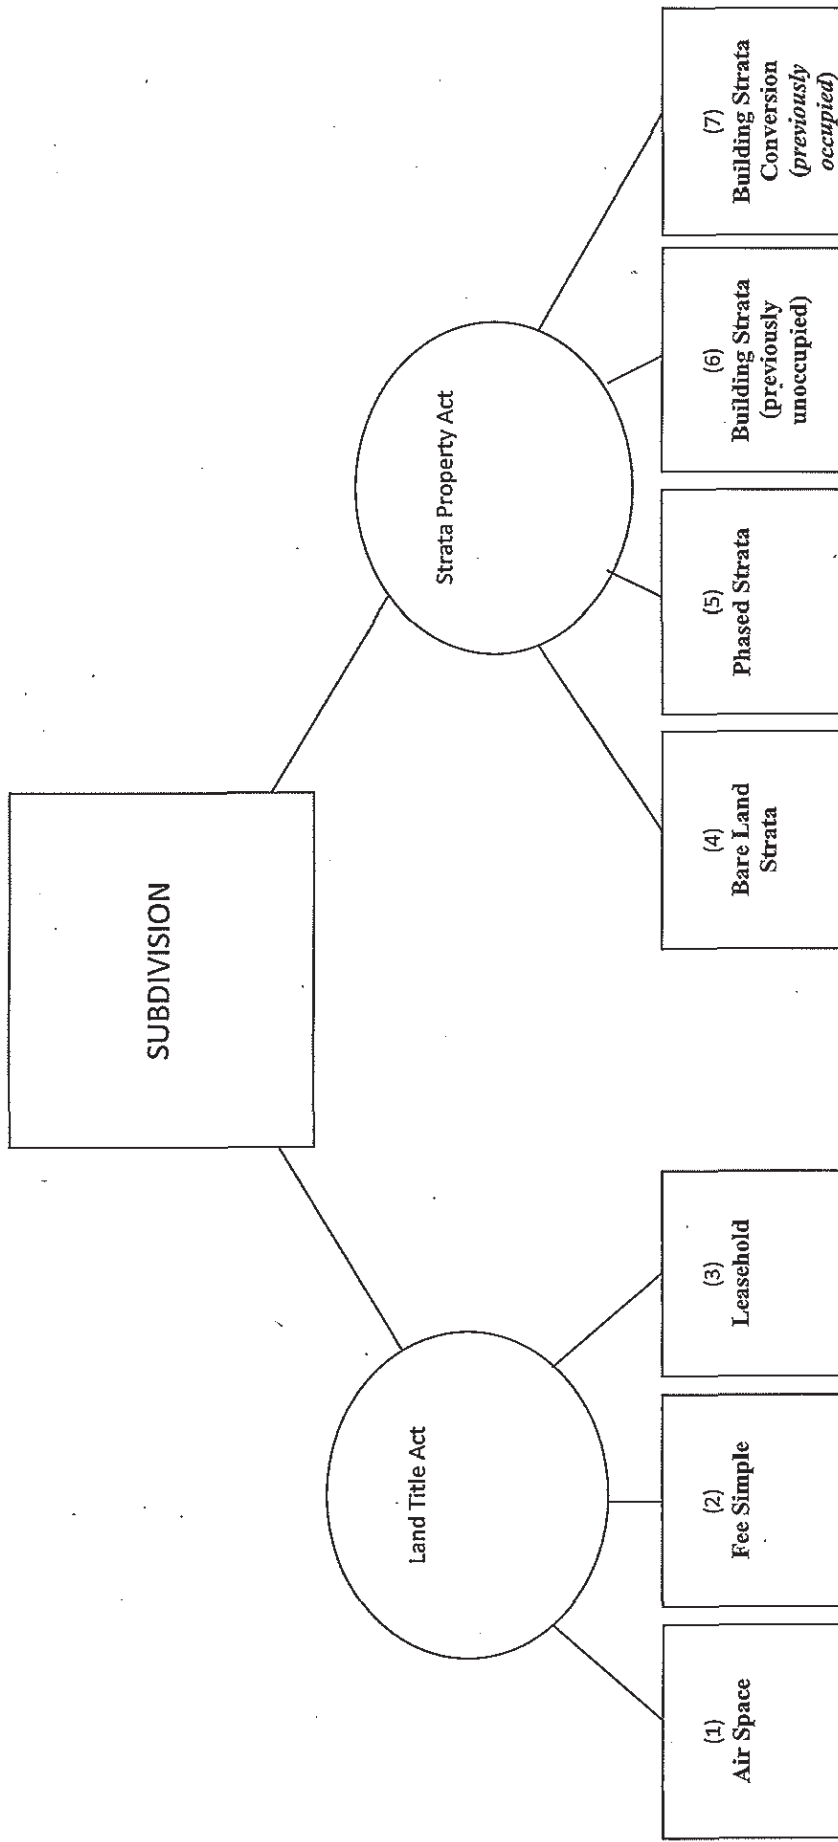 SUBDIVISION
Land Title Act
Strata Property Act
(1)
Air Space
(2)
Fee Simple
(3)
Leasehold
(4)
Bare Land
Strata
(5)
Phased Strata
(6)
Building Strata
(previously
unoccupied)
(7)
Building Strata
Conversion
(previously
occupied)